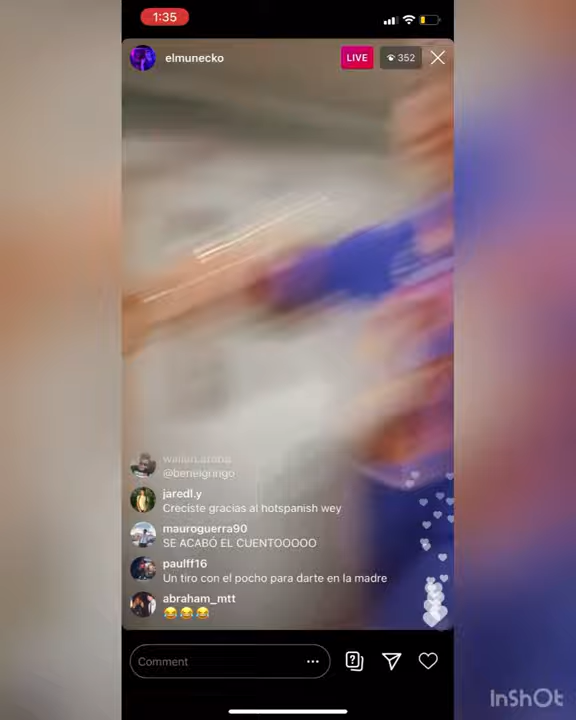 1:35
elmunecko
LIVE
352
@benelgringo
jaredl.y
Creciste gracias al hotspanish wey
mauroguerra90
SE ACABÓ EL CUENTOOOOO
paulff16
Un tiro con el pocho para darte en la madre
abraham_mtt
😂😂😂
Comment
InShOt